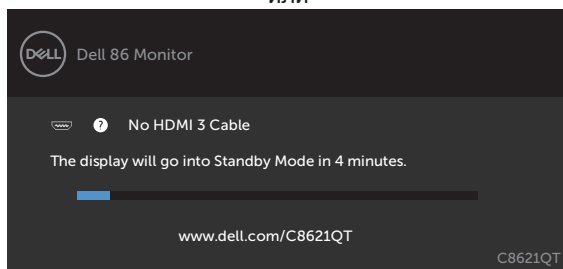 или
DELL Dell 86 Monitor
? No HDMI 3 Cable
The display will go into Standby Mode in 4 minutes.
www.dell.com/C8621QT
C8621QT